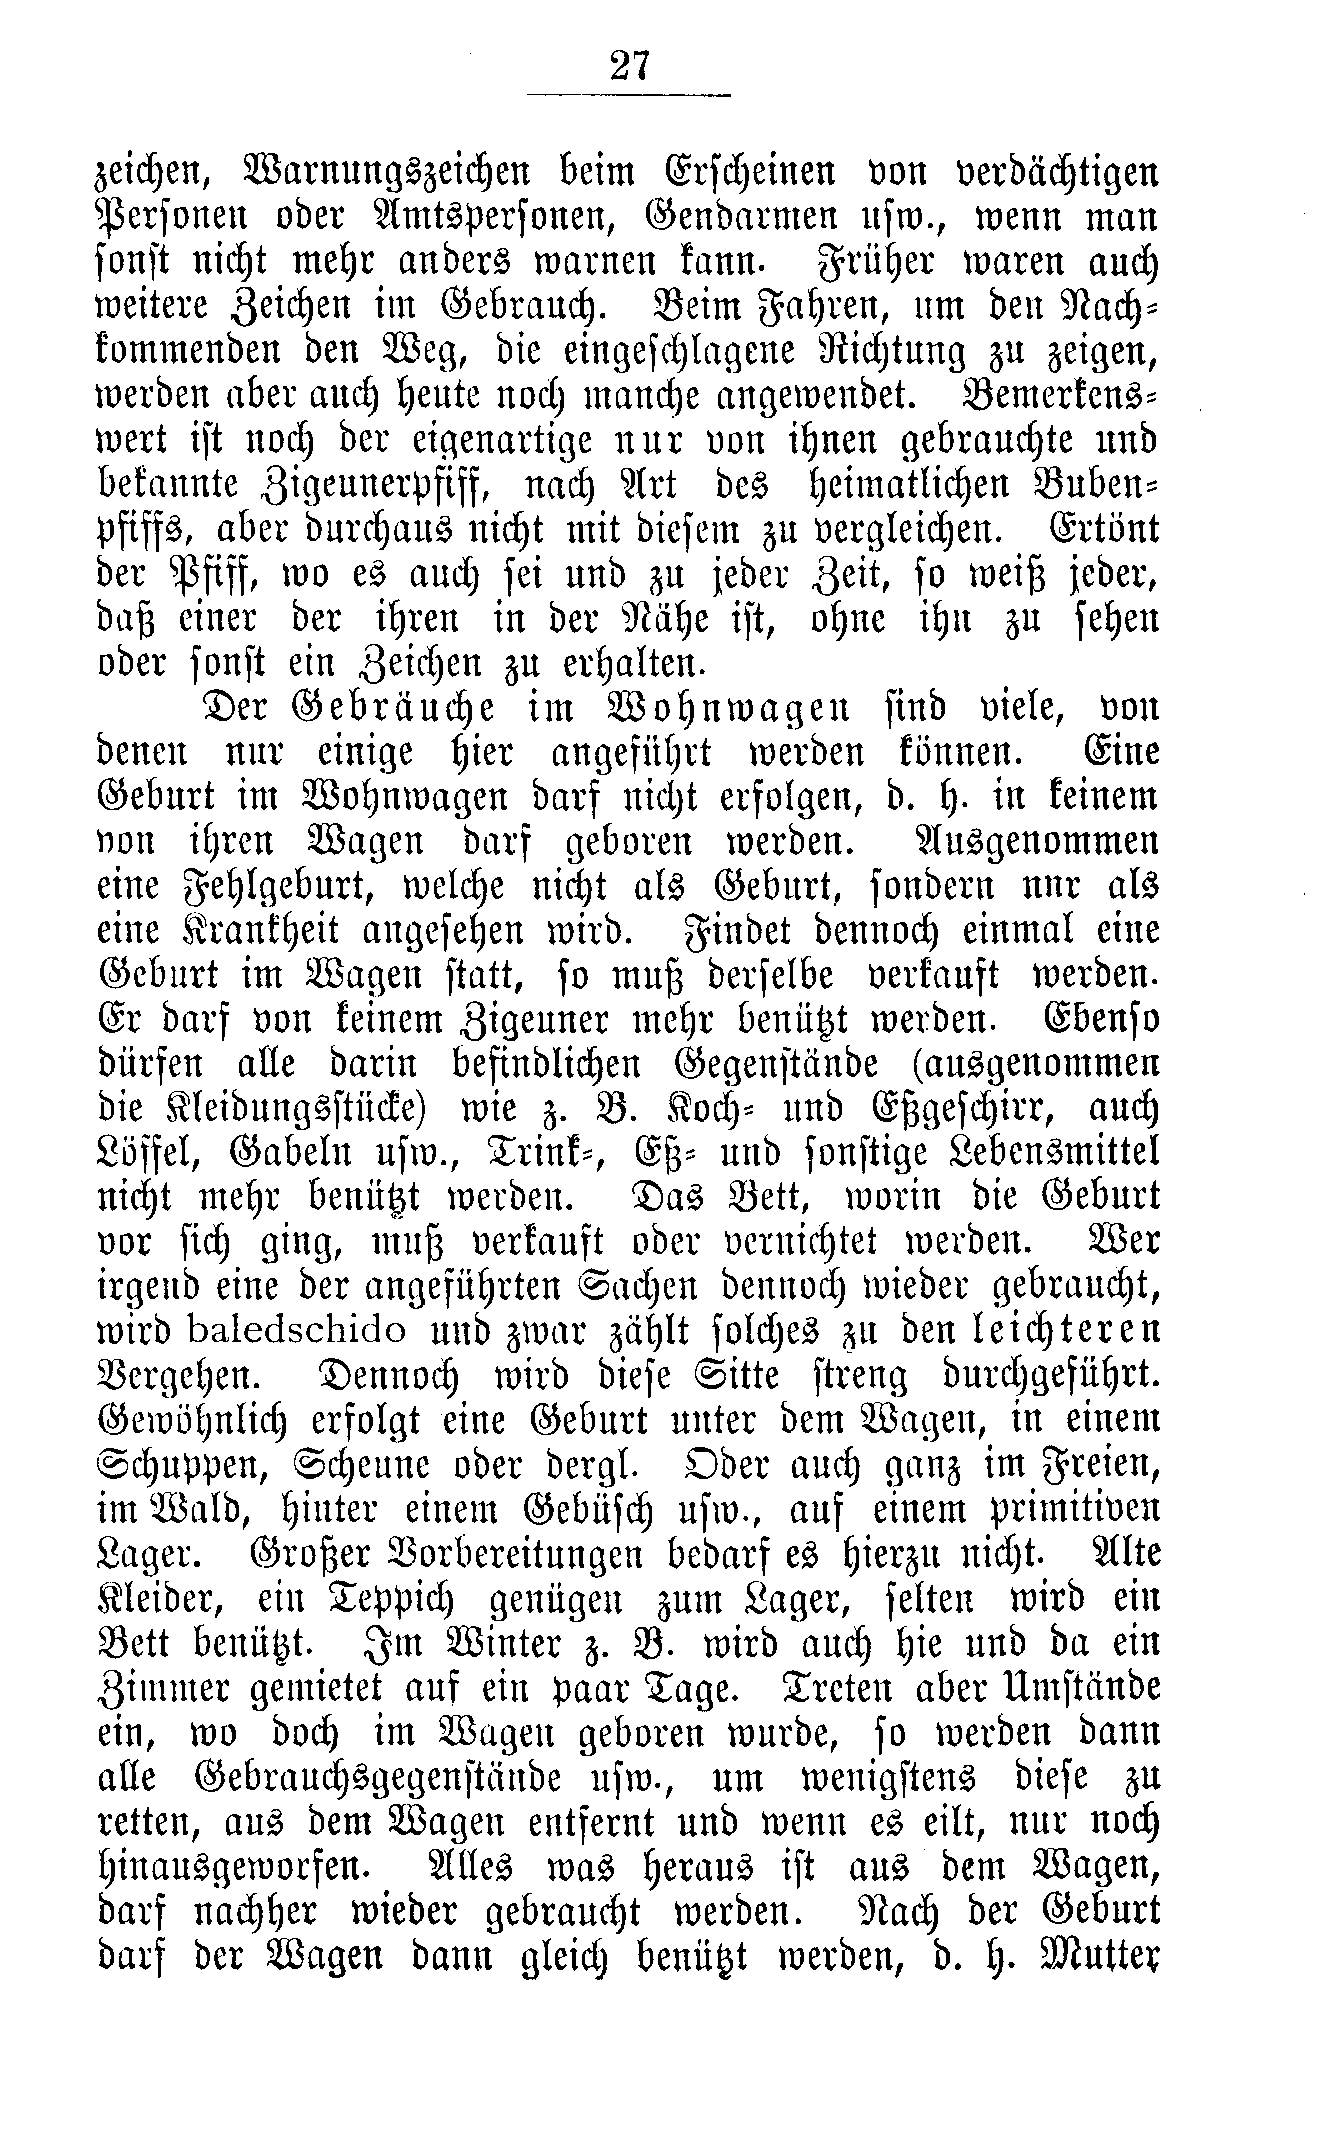 27
zeichen, Warnungszeichen beim Erscheinen von verdächtigen
Personen oder Amtspersonen, Gendarmen usw., wenn man
sonst nicht mehr anders warnen kann. Früher waren auch
weitere Zeichen im Gebrauch. Beim Fahren, um den Nach-
kommenden den Weg, die eingeschlagene Richtung zu zeigen,
werden aber auch heute noch manche angewendet. Bemerkens-
wert ist noch der eigenartige nur von ihnen gebrauchte und
bekannte Zigeunerpfiff, nach Art des heimatlichen Buben-
pfiffs, aber durchaus nicht mit diesem zu vergleichen. Ertönt
der Pfiff, wo es auch sei und zu jeder Zeit, so weiß jeder,
daß einer der ihren in der Nähe ist, ohne ihn zu sehen
oder sonst ein Zeichen zu erhalten.
Der Gebräuche im Wohnwagen sind viele, von
denen nur einige hier angeführt werden können. Eine
Geburt im Wohnwagen darf nicht erfolgen, d. h. in keinem
von ihren Wagen darf geboren werden. Ausgenommen
eine Fehlgeburt, welche nicht als Geburt, sondern nur als
eine Krankheit angesehen wird. Findet dennoch einmal eine
Geburt im Wagen statt, so muß derselbe verkauft werden.
Er darf von keinem Zigeuner mehr benützt werden. Ebenso
dürfen alle darin befindlichen Gegenstände (ausgenommen
die Kleidungsstücke) wie z. B. Koch- und Eßgeschirr, auch
Löffel, Gabeln usw., Trink-, Eß- und sonstige Lebensmittel
nicht mehr benützt werden. Das Bett, worin die Geburt
vor sich ging, muß verkauft oder vernichtet werden. Wer
irgend eine der angeführten Sachen dennoch wieder gebraucht,
wird baledschido und zwar zählt solches zu den leichteren
Vergehen. Dennoch wird diese Sitte streng durchgeführt.
Gewöhnlich erfolgt eine Geburt unter dem Wagen, in einem
Schuppen, Scheune oder dergl. Oder auch ganz im Freien,
im Wald, hinter einem Gebüsch usw., auf einem primitiven
Lager. Großer Vorbereitungen bedarf es hierzu nicht. Alte
Kleider, ein Teppich genügen zum Lager, selten wird ein
Bett benützt. Im Winter z. B. wird auch hie und da ein
Zimmer gemietet auf ein paar Tage. Treten aber Umstände
ein, wo doch im Wagen geboren wurde, so werden dann
alle Gebrauchsgegenstände usw., um wenigstens diese zu
retten, aus dem Wagen entfernt und wenn es eilt, nur noch
hinausgeworfen. Alles was heraus ist aus dem Wagen,
darf nachher wieder gebraucht werden. Nach der Geburt
darf der Wagen dann gleich benützt werden, d. h. Mutter